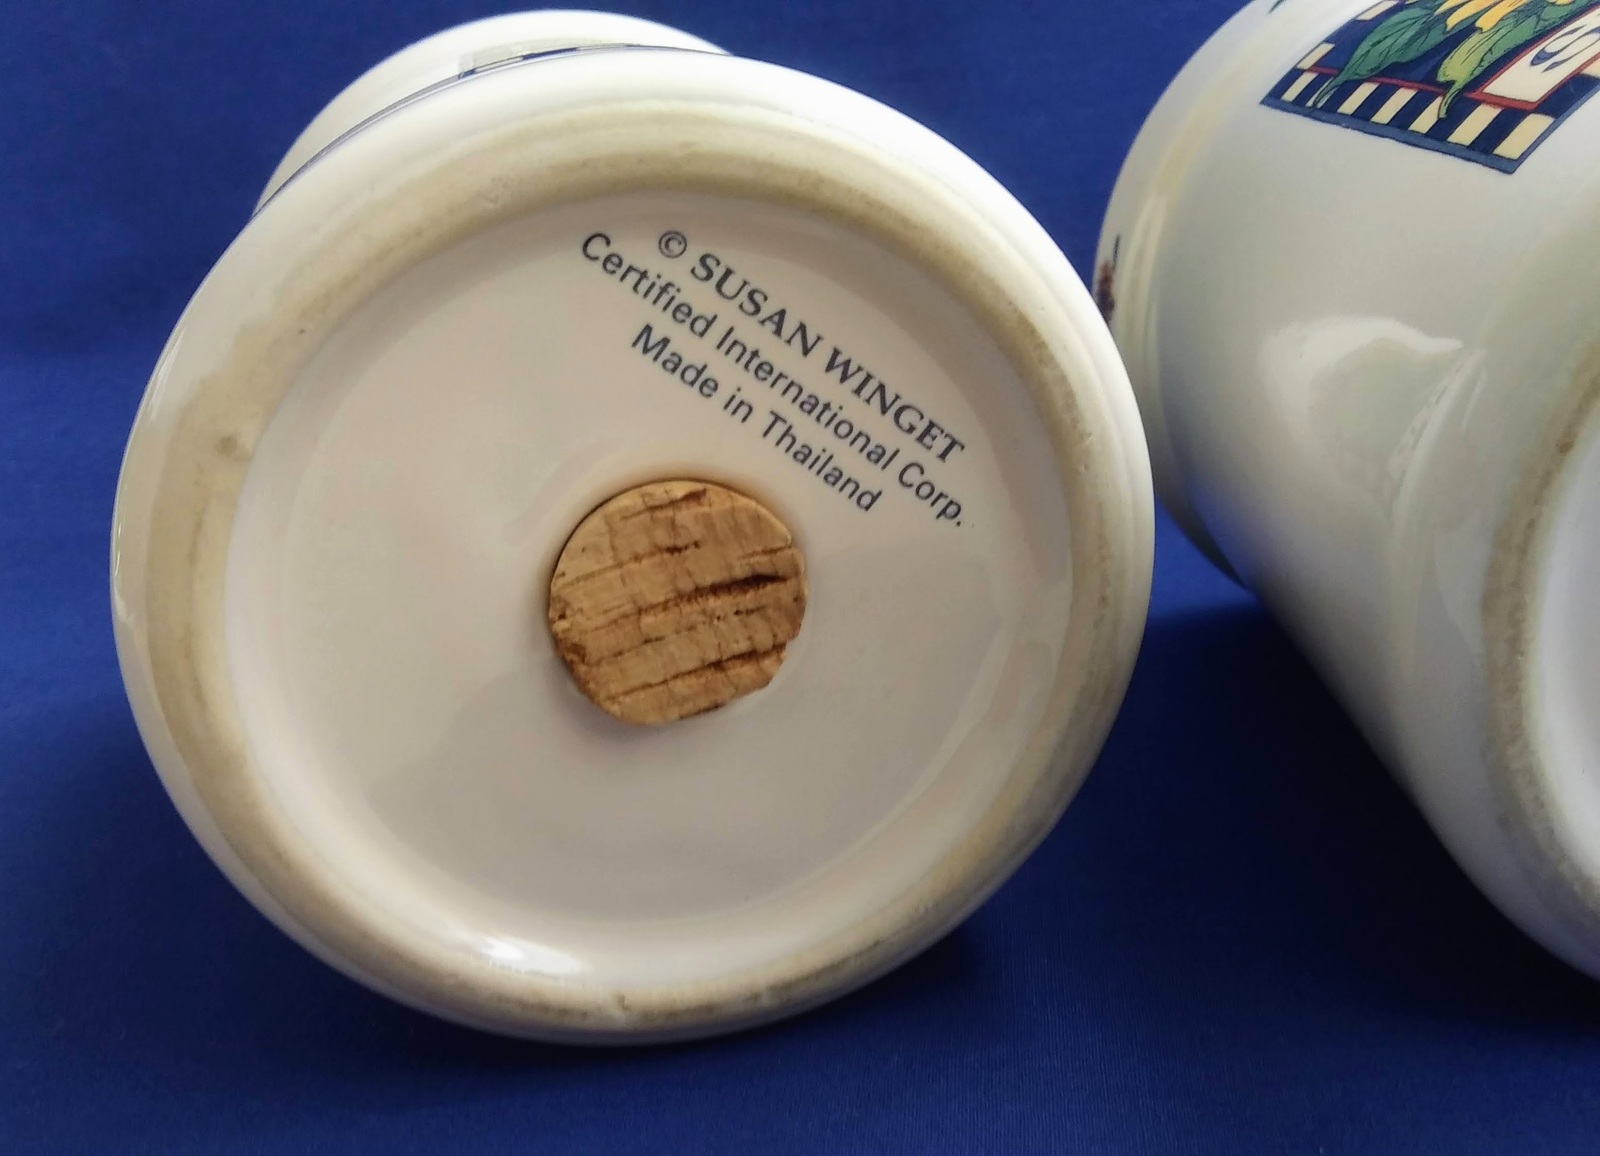 © SUSAN WINGET
Certified International Corp.
Made in Thailand
S